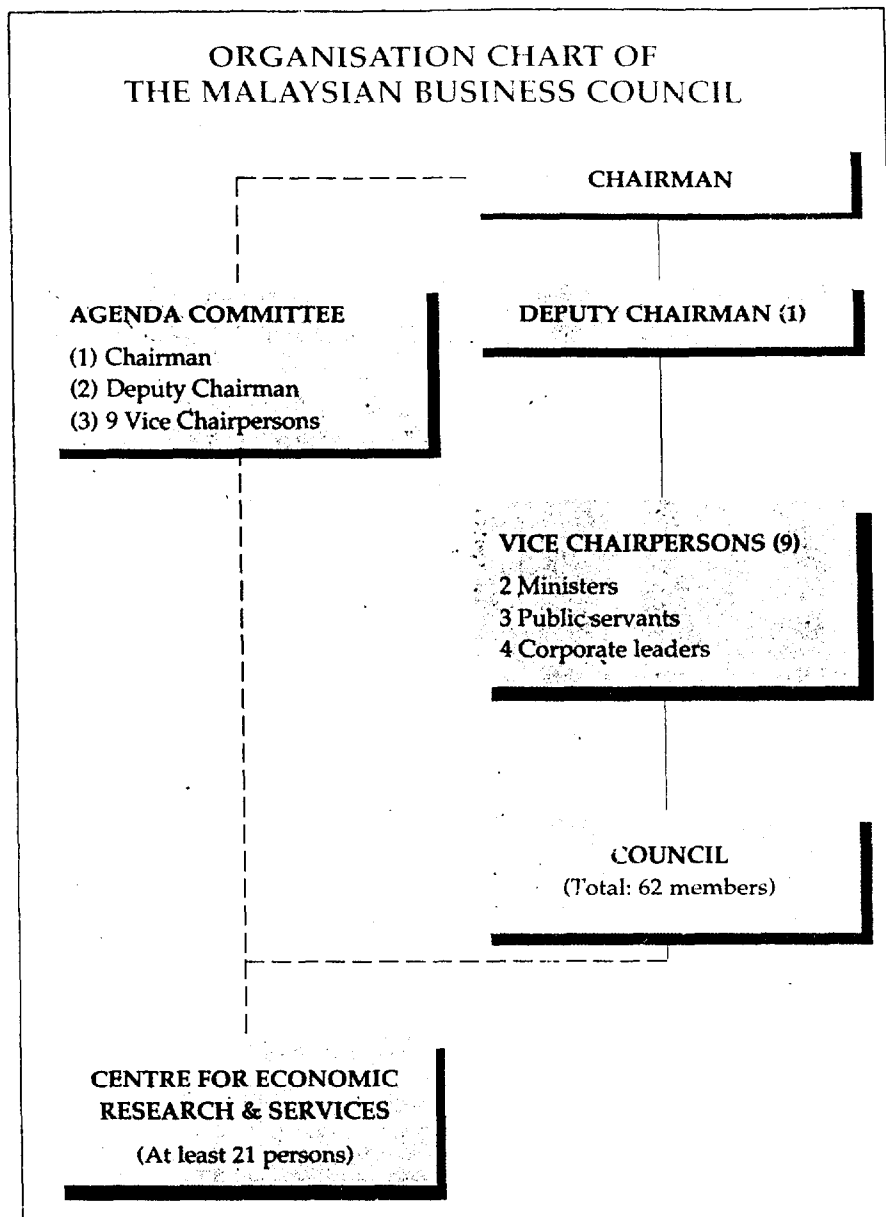 ORGANISATION CHART OF
THE MALAYSIAN BUSINESS COUNCIL
CHAIRMAN
AGENDA COMMITTEE
(1) Chairman
(2) Deputy Chairman
(3) 9 Vice Chairpersons
DEPUTY CHAIRMAN (1)
VICE CHAIRPERSONS (9)
2 Ministers
3 Public servants
4 Corporate leaders
COUNCIL
(Total: 62 members)
CENTRE FOR ECONOMIC
RESEARCH & SERVICES
(At least 21 persons)